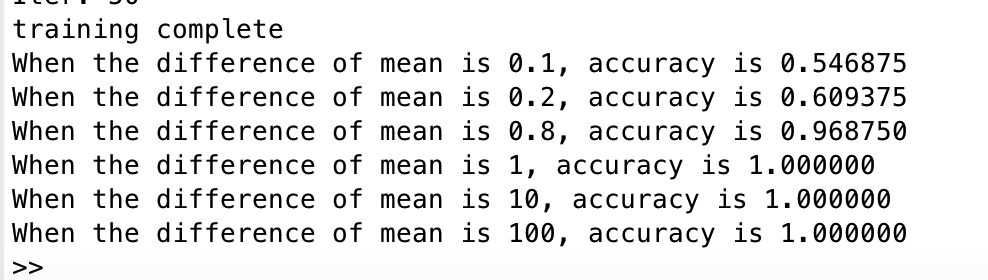 training complete
When the difference of mean is 0.1, accuracy is 0.546875
When the difference of mean is 0.2, accuracy is 0.609375
When the difference of mean is 0.8, accuracy is 0.968750
When the difference of mean is 1, accuracy is 1.000000
When the difference of mean is 10, accuracy is 1.000000
When the difference of mean is 100, accuracy is 1.000000
>>